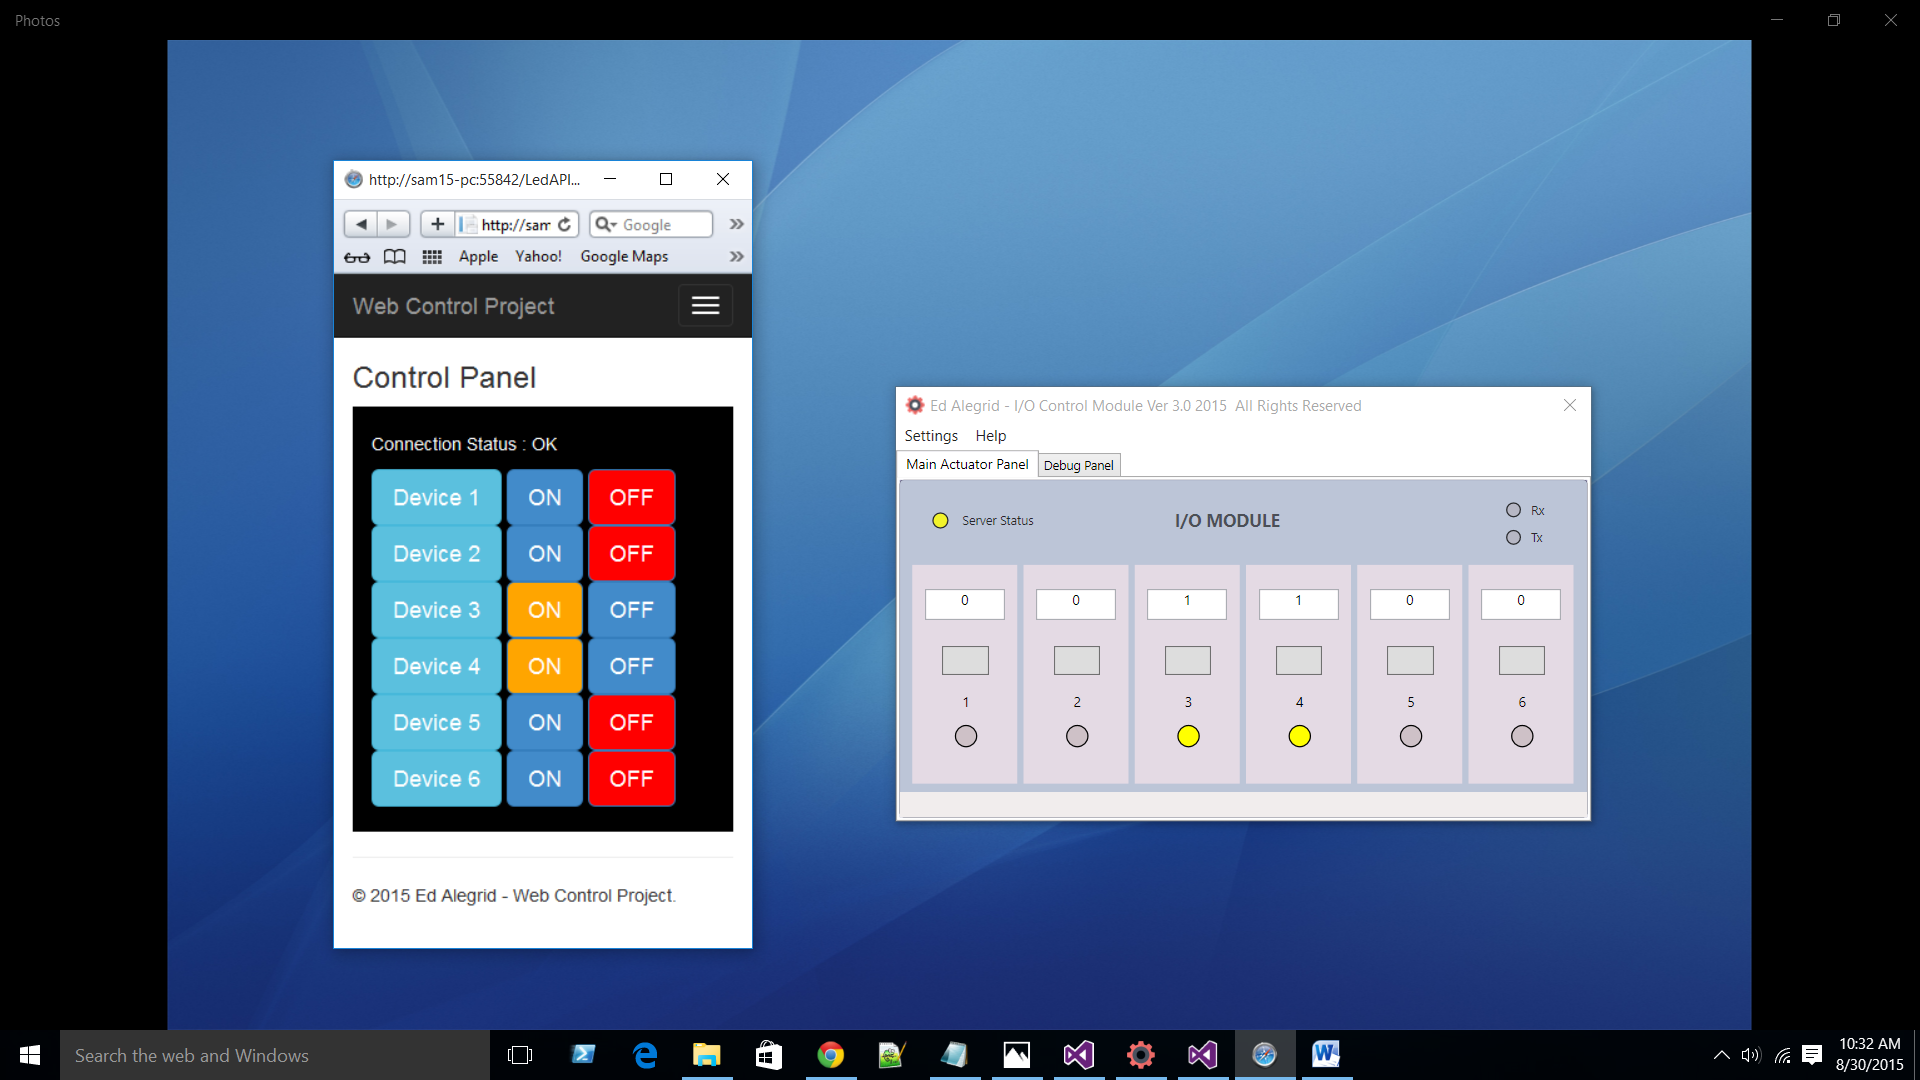 Photos
http://sam15-pc:55842/LedAPI...
http://sam
Google
Apple Yahoo! Google Maps
Web Control Project
Control Panel
Connection Status : OK
Device 1 ON OFF
Device 2 ON OFF
Device 3 ON OFF
Device 4 ON OFF
Device 5 ON OFF
Device 6 ON OFF
© 2015 Ed Alegrid - Web Control Project.
Ed Alegrid - I/O Control Module Ver 3.0 2015 All Rights Reserved
Settings Help
Main Actuator Panel Debug Panel
Server Status
I/O MODULE
Rx
Tx
0 0 1 1 0 0
1 2 3 4 5 6
Search the web and Windows
10:32 AM
8/30/2015